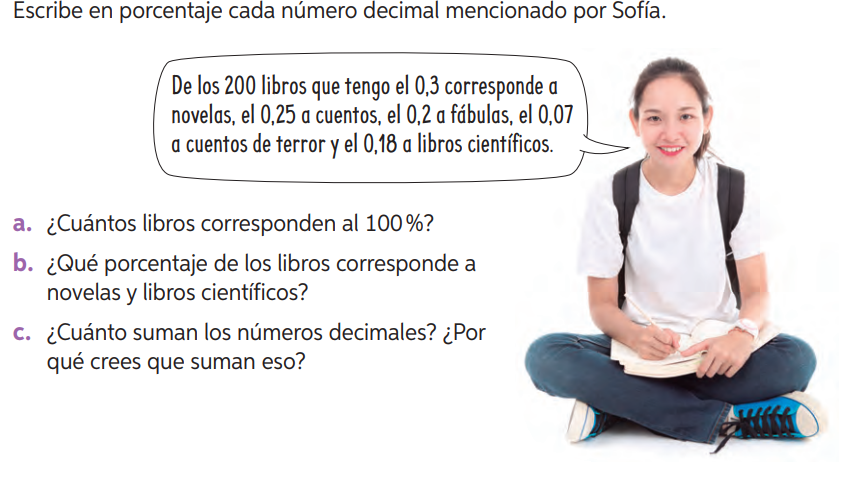 Escribe en porcentaje cada número decimal mencionado por Sofía.
De los 200 libros que tengo el 0,3 corresponde a
novelas, el 0,25 a cuentos, el 0,2 a fábulas, el 0,07
a cuentos de terror y el 0,18 a libros científicos.
a. ¿Cuántos libros corresponden al 100 %?
b. ¿Qué porcentaje de los libros corresponde a
novelas y libros científicos?
c. ¿Cuánto suman los números decimales? ¿Por
qué crees que suman eso?